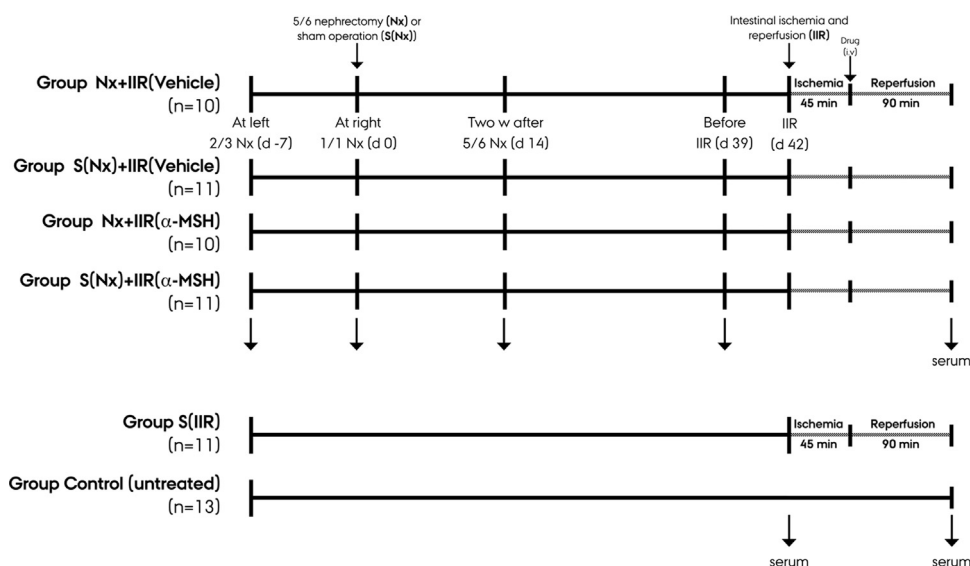 5/6 nephrectomy (Nx) or
sham operation (S(Nx))
Intestinal ischemia and
reperfusion (IIR)
Drug
(i.v)
Group Nx+IIR(Vehicle)
(n=10)
Ischemia
45 min
Reperfusion
90 min
At left
2/3 Nx (d -7)
At right
1/1 Nx (d 0)
Two w after
5/6 Nx (d 14)
Before
IIR (d 39)
IIR
(d 42)
Group S(Nx)+IIR(Vehicle)
(n=11)
Group Nx+IIR(α-MSH)
(n=10)
Group S(Nx)+IIR(α-MSH)
(n=11)
serum
Group S(IIR)
(n=11)
Ischemia
45 min
Reperfusion
90 min
Group Control (untreated)
(n=13)
serum
serum